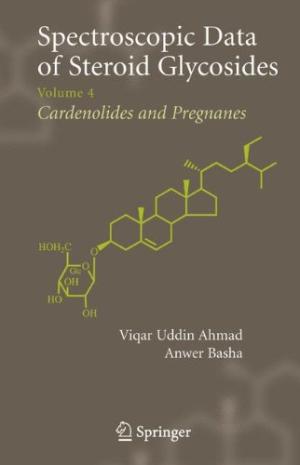 Spectroscopic Data
of Steroid Glycosides
Volume 4
Cardenolides and Pregnanes
HOH₂C
O
O
Glc
OH
HO
OH
Viqar Uddin Ahmad
Anwer Basha
Springer